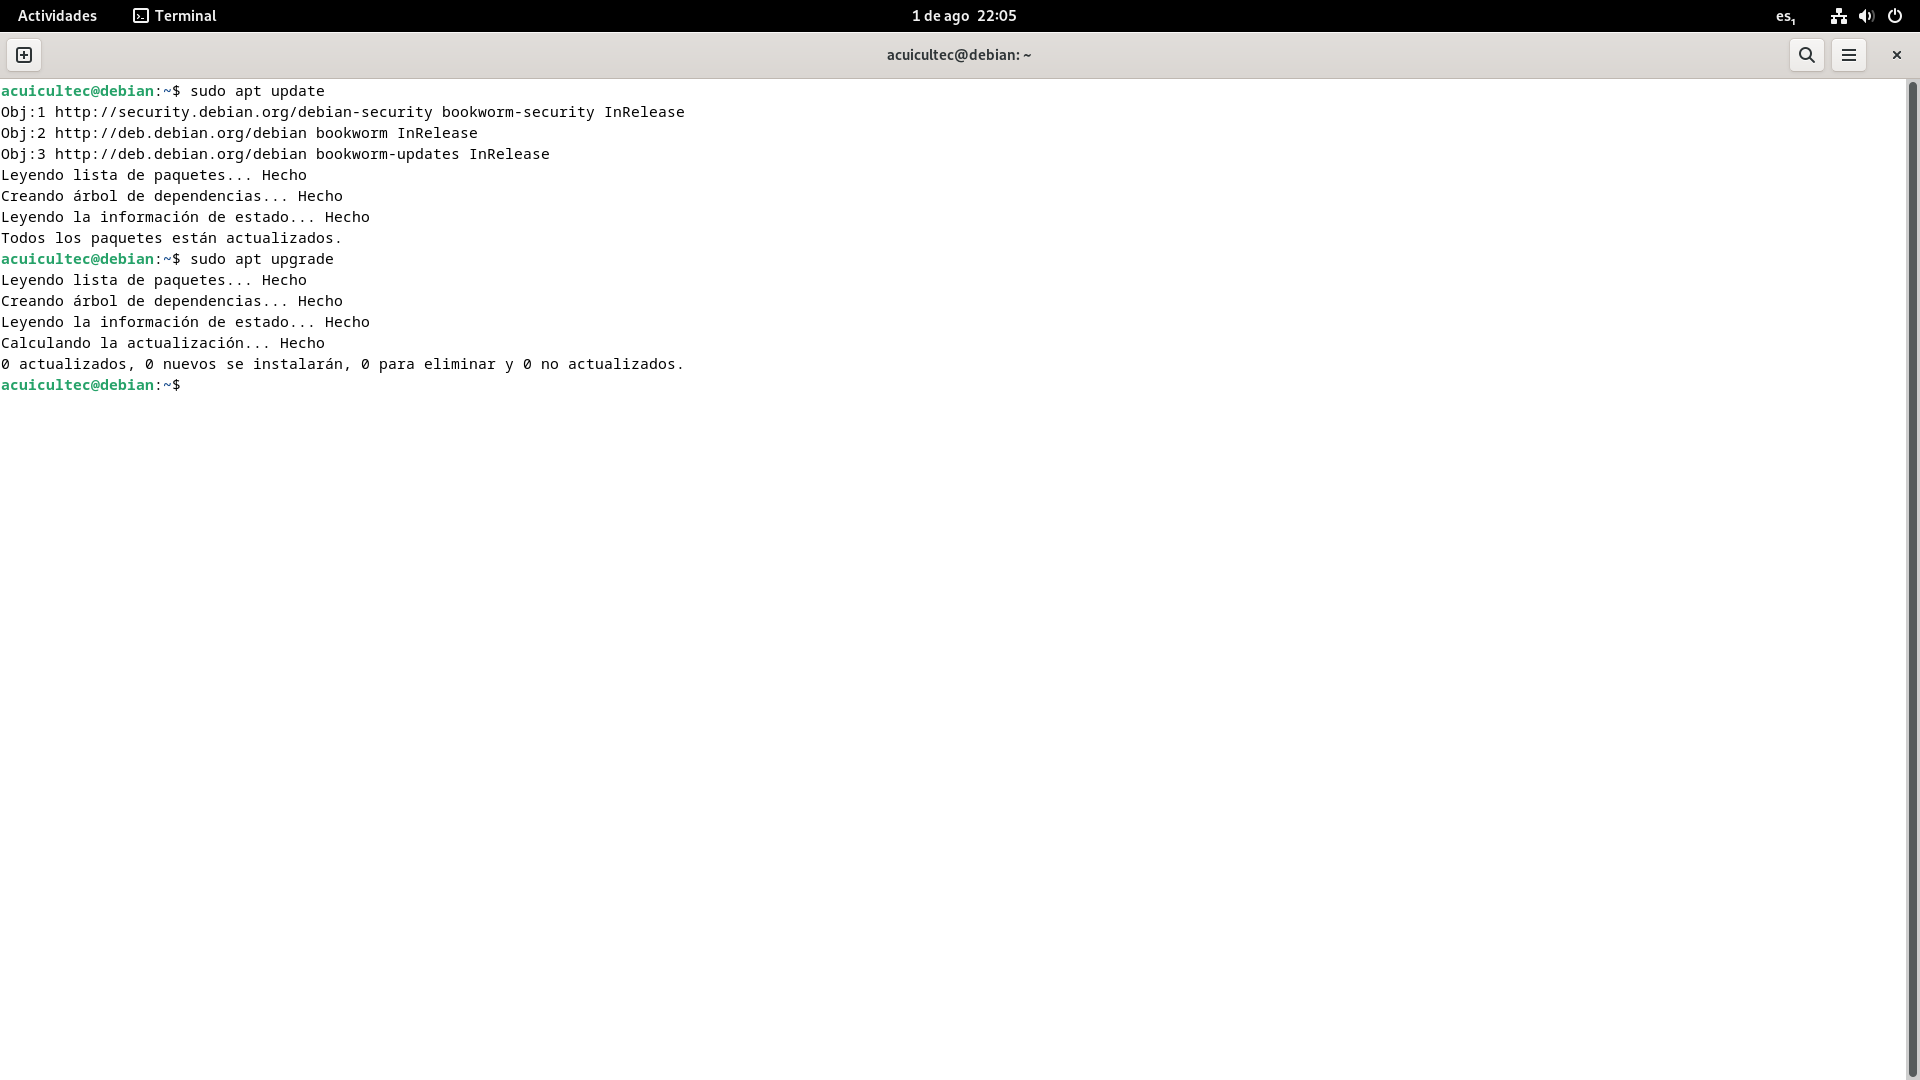 Actividades Terminal 1 de ago 22:05 es₁
acuicultec@debian: ~
acuicultec@debian:~$ sudo apt update
Obj:1 http://security.debian.org/debian-security bookworm-security InRelease
Obj:2 http://deb.debian.org/debian bookworm InRelease
Obj:3 http://deb.debian.org/debian bookworm-updates InRelease
Leyendo lista de paquetes... Hecho
Creando árbol de dependencias... Hecho
Leyendo la información de estado... Hecho
Todos los paquetes están actualizados.
acuicultec@debian:~$ sudo apt upgrade
Leyendo lista de paquetes... Hecho
Creando árbol de dependencias... Hecho
Leyendo la información de estado... Hecho
Calculando la actualización... Hecho
0 actualizados, 0 nuevos se instalarán, 0 para eliminar y 0 no actualizados.
acuicultec@debian:~$